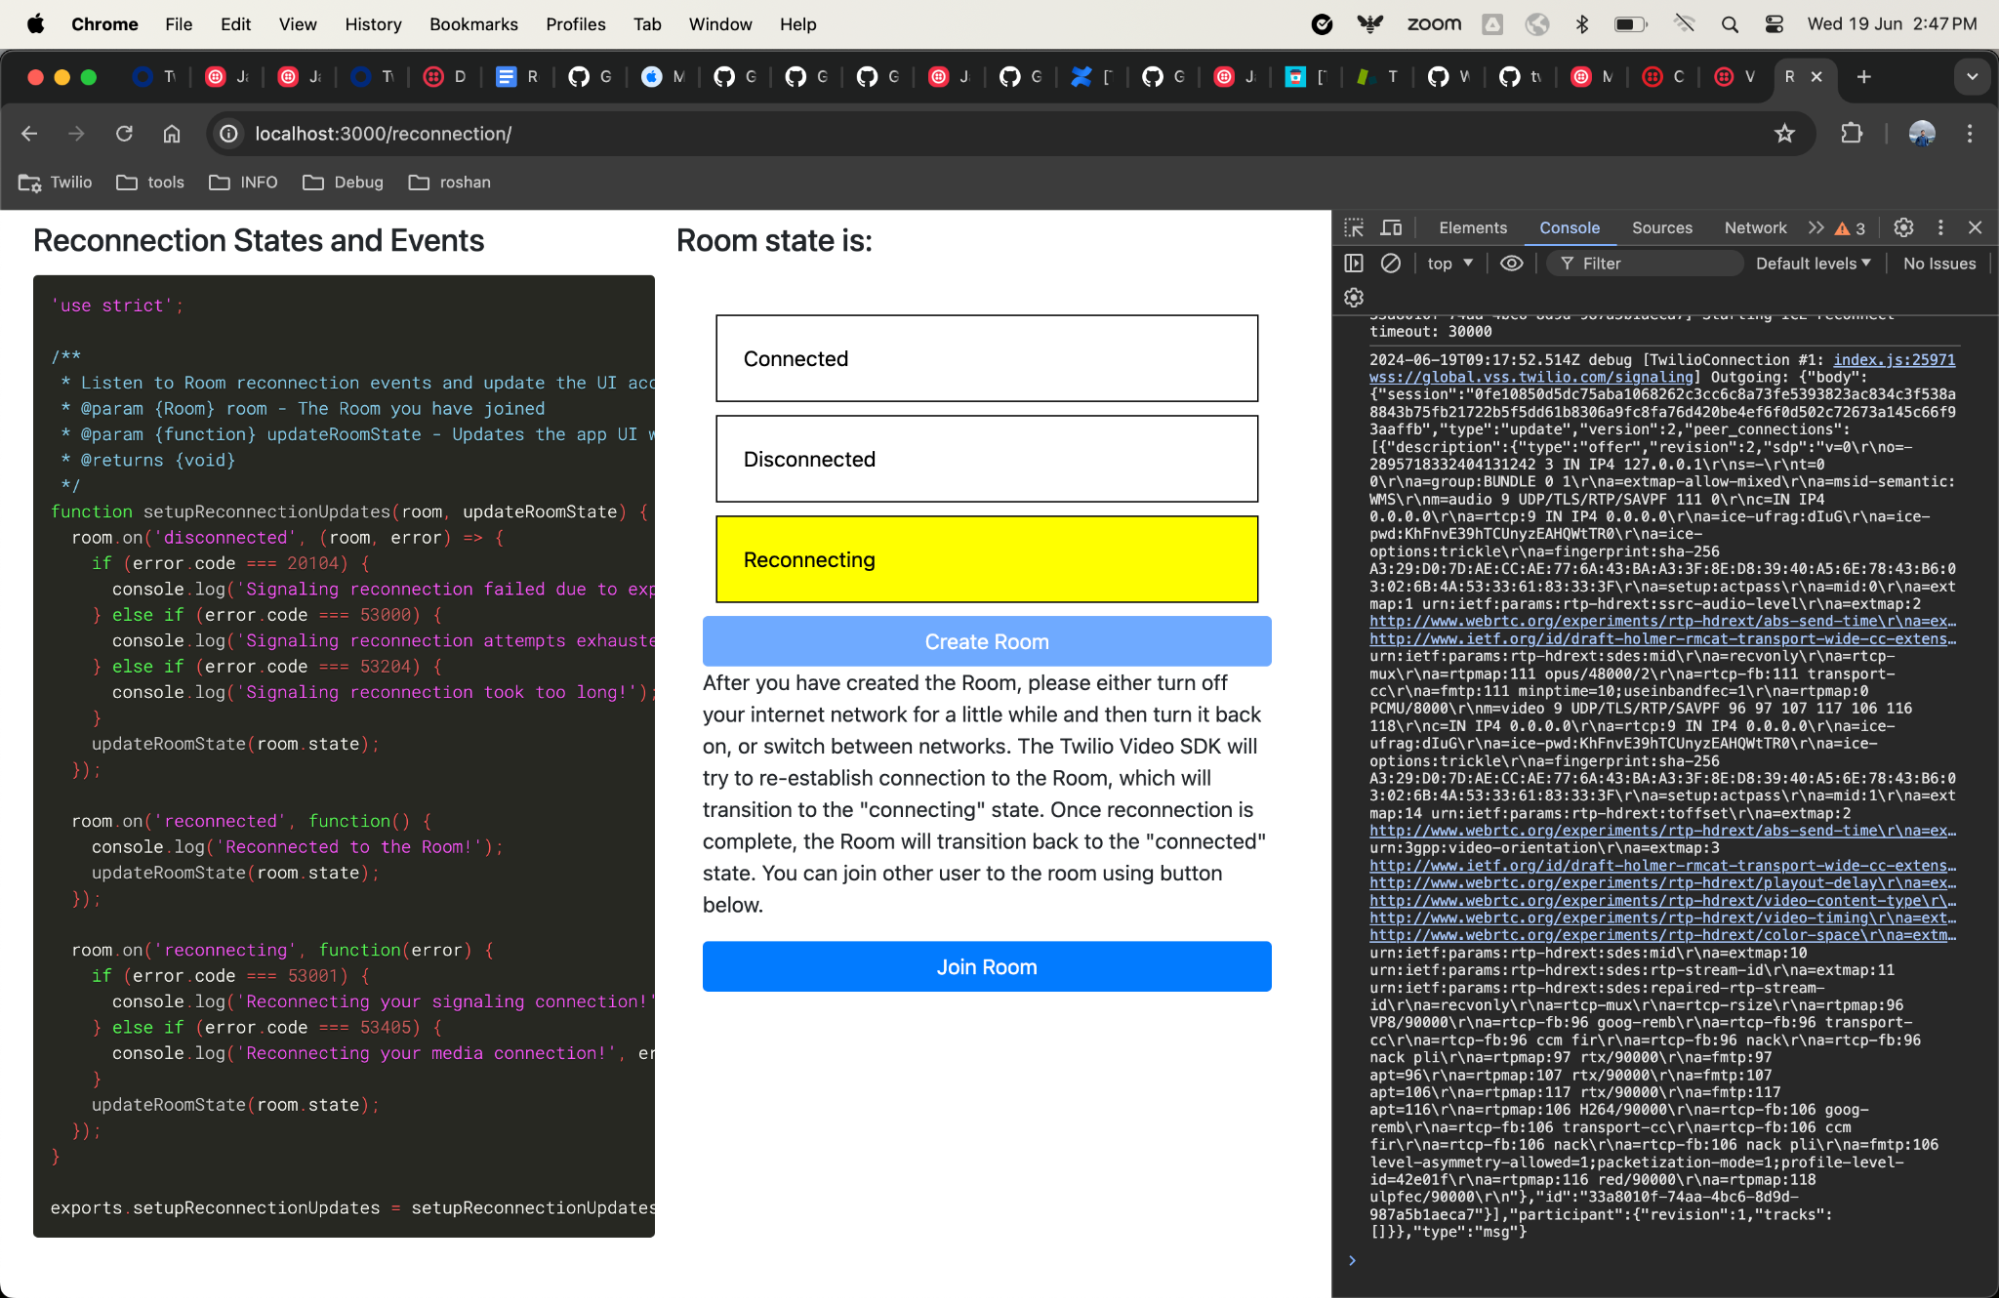 Chrome File Edit View History Bookmarks Profiles Tab Window Help zoom Wed 19 Jun 2:47 PM
D R G M G G G J G [ G J [ T W tv M C V R
localhost:3000/reconnection/
Twilio tools INFO Debug roshan
Reconnection States and Events
'use strict';
/**
* Listen to Room reconnection events and update the UI acc
* @param {Room} room - The Room you have joined
* @param {function} updateRoomState - Updates the app UI w
* @returns {void}
*/
function setupReconnectionUpdates(room, updateRoomState) {
room.on('disconnected', (room, error) => {
if (error.code === 20104) {
console.log('Signaling reconnection failed due to exp
} else if (error.code === 53000) {
console.log('Signaling reconnection attempts exhauste
} else if (error.code === 53204) {
console.log('Signaling reconnection took too long!');
}
updateRoomState(room.state);
});
room.on('reconnected', function() {
console.log('Reconnected to the Room!');
updateRoomState(room.state);
});
room.on('reconnecting', function(error) {
if (error.code === 53001) {
console.log('Reconnecting your signaling connection!'
} else if (error.code === 53405) {
console.log('Reconnecting your media connection!', er
}
updateRoomState(room.state);
});
}
exports.setupReconnectionUpdates = setupReconnectionUpdates
Room state is:
Connected
Disconnected
Reconnecting
Create Room
After you have created the Room, please either turn off
your internet network for a little while and then turn it back
on, or switch between networks. The Twilio Video SDK will
try to re-establish connection to the Room, which will
transition to the "connecting" state. Once reconnection is
complete, the Room will transition back to the "connected"
state. You can join other user to the room using button
below.
Join Room
Elements Console Sources Network 3
top Filter Default levels No Issues
timeout: 30000
2024-06-19T09:17:52.514Z debug [TwilioConnection #1: index.js:25971
wss://global.vss.twilio.com/signaling] Outgoing: {"body":
{"session":"0fe10850d5dc75aba1068262c3cc6c8a73fe5393823ac834c3f538a
8843b75fb21722b5f5dd61b8306a9fc8fa76d420be4ef6f0d502c72673a145c66f9
3aaffb","type":"update","version":2,"peer_connections":
[{"description":{"type":"offer","revision":2,"sdp":"v=0\r\no=-
2895718332404131242 3 IN IP4 127.0.0.1\r\ns=-\r\nt=0
0\r\na=group:BUNDLE 0 1\r\na=extmap-allow-mixed\r\na=msid-semantic:
WMS\r\nm=audio 9 UDP/TLS/RTP/SAVPF 111 0\r\nc=IN IP4
0.0.0.0\r\na=rtcp:9 IN IP4 0.0.0.0\r\na=ice-ufrag:dIuG\r\na=ice-
pwd:KhFnvE39hTCUnyzEAHQWtTR0\r\na=ice-
options:trickle\r\na=fingerprint:sha-256
A3:29:D0:7D:AE:CC:AE:77:6A:43:BA:A3:3F:8E:D8:39:40:A5:6E:78:43:B6:0
3:02:6B:4A:53:33:61:83:33:3F\r\na=setup:actpass\r\na=mid:0\r\na=ext
map:1 urn:ietf:params:rtp-hdrext:ssrc-audio-level\r\na=extmap:2
http://www.webrtc.org/experiments/rtp-hdrext/abs-send-time\r\na=ex…
http://www.ietf.org/id/draft-holmer-rmcat-transport-wide-cc-extens…
urn:ietf:params:rtp-hdrext:sdes:mid\r\na=recvonly\r\na=rtcp-
mux\r\na=rtpmap:111 opus/48000/2\r\na=rtcp-fb:111 transport-
cc\r\na=fmtp:111 minptime=10;useinbandfec=1\r\na=rtpmap:0
PCMU/8000\r\nm=video 9 UDP/TLS/RTP/SAVPF 96 97 107 117 106 116
118\r\nc=IN IP4 0.0.0.0\r\na=rtcp:9 IN IP4 0.0.0.0\r\na=ice-
ufrag:dIuG\r\na=ice-pwd:KhFnvE39hTCUnyzEAHQWtTR0\r\na=ice-
options:trickle\r\na=fingerprint:sha-256
A3:29:D0:7D:AE:CC:AE:77:6A:43:BA:A3:3F:8E:D8:39:40:A5:6E:78:43:B6:0
3:02:6B:4A:53:33:61:83:33:3F\r\na=setup:actpass\r\na=mid:1\r\na=ext
map:14 urn:ietf:params:rtp-hdrext:toffset\r\na=extmap:2
http://www.webrtc.org/experiments/rtp-hdrext/abs-send-time\r\na=ex…
urn:3gpp:video-orientation\r\na=extmap:3
http://www.ietf.org/id/draft-holmer-rmcat-transport-wide-cc-extens…
http://www.webrtc.org/experiments/rtp-hdrext/playout-delay\r\na=ex…
http://www.webrtc.org/experiments/rtp-hdrext/video-content-type\r\…
http://www.webrtc.org/experiments/rtp-hdrext/video-timing\r\na=ext…
http://www.webrtc.org/experiments/rtp-hdrext/color-space\r\na=extm…
urn:ietf:params:rtp-hdrext:sdes:mid\r\na=extmap:10
urn:ietf:params:rtp-hdrext:sdes:rtp-stream-id\r\na=extmap:11
urn:ietf:params:rtp-hdrext:sdes:repaired-rtp-stream-
id\r\na=recvonly\r\na=rtcp-mux\r\na=rtcp-rsize\r\na=rtpmap:96
VP8/90000\r\na=rtcp-fb:96 goog-remb\r\na=rtcp-fb:96 transport-
cc\r\na=rtcp-fb:96 ccm fir\r\na=rtcp-fb:96 nack\r\na=rtcp-fb:96
nack pli\r\na=rtpmap:97 rtx/90000\r\na=fmtp:97
apt=96\r\na=rtpmap:107 rtx/90000\r\na=fmtp:107
apt=106\r\na=rtpmap:117 rtx/90000\r\na=fmtp:117
apt=116\r\na=rtpmap:106 H264/90000\r\na=rtcp-fb:106 goog-
remb\r\na=rtcp-fb:106 transport-cc\r\na=rtcp-fb:106 ccm
fir\r\na=rtcp-fb:106 nack\r\na=rtcp-fb:106 nack pli\r\na=fmtp:106
level-asymmetry-allowed=1;packetization-mode=1;profile-level-
id=42e01f\r\na=rtpmap:116 red/90000\r\na=rtpmap:118
ulpfec/90000\r\n"},"id":"33a8010f-74aa-4bc6-8d9d-
987a5b1aeca7"}],"participant":{"revision":1,"tracks":
[]}},"type":"msg"}